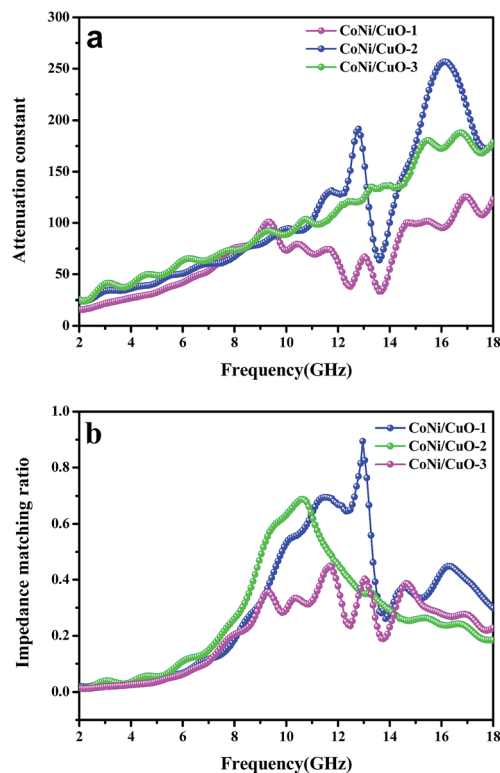 a
CoNi/CuO-1
CoNi/CuO-2
CoNi/CuO-3
300
250
200
150
100
50
0
Attenuation constant
2 4 6 8 10 12 14 16 18
Frequency(GHz)
b
CoNi/CuO-1
CoNi/CuO-2
CoNi/CuO-3
1.0
0.8
0.6
0.4
0.2
0.0
Impedance matching ratio
2 4 6 8 10 12 14 16 18
Frequency(GHz)